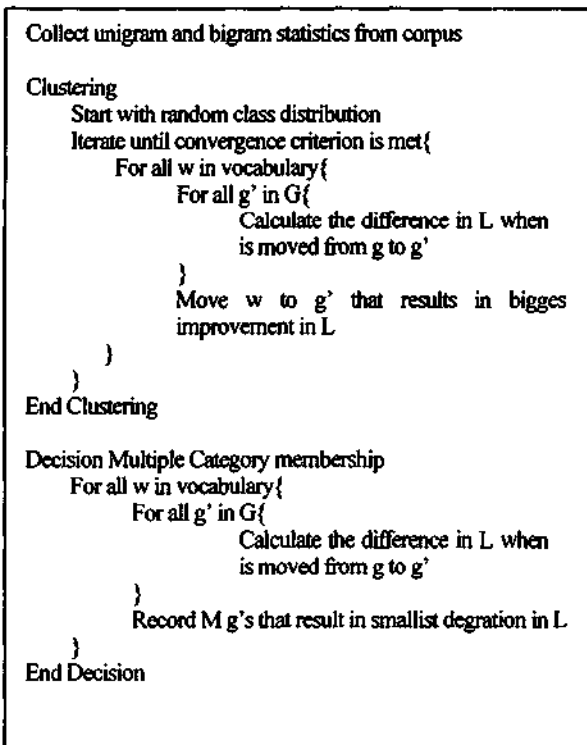 Collect unigram and bigram statistics from corpus
Clustering
Start with random class distribution
Iterate until convergence criterion is met{
For all w in vocabulary{
For all g' in G{
Calculate the difference in L when
is moved from g to g'
}
Move w to g' that results in bigges
improvement in L
}
}
End Clustering
Decision Multiple Category membership
For all w in vocabulary{
For all g' in G{
Calculate the difference in L when
is moved from g to g'
}
Record M g's that result in smallist degration in L
}
End Decision